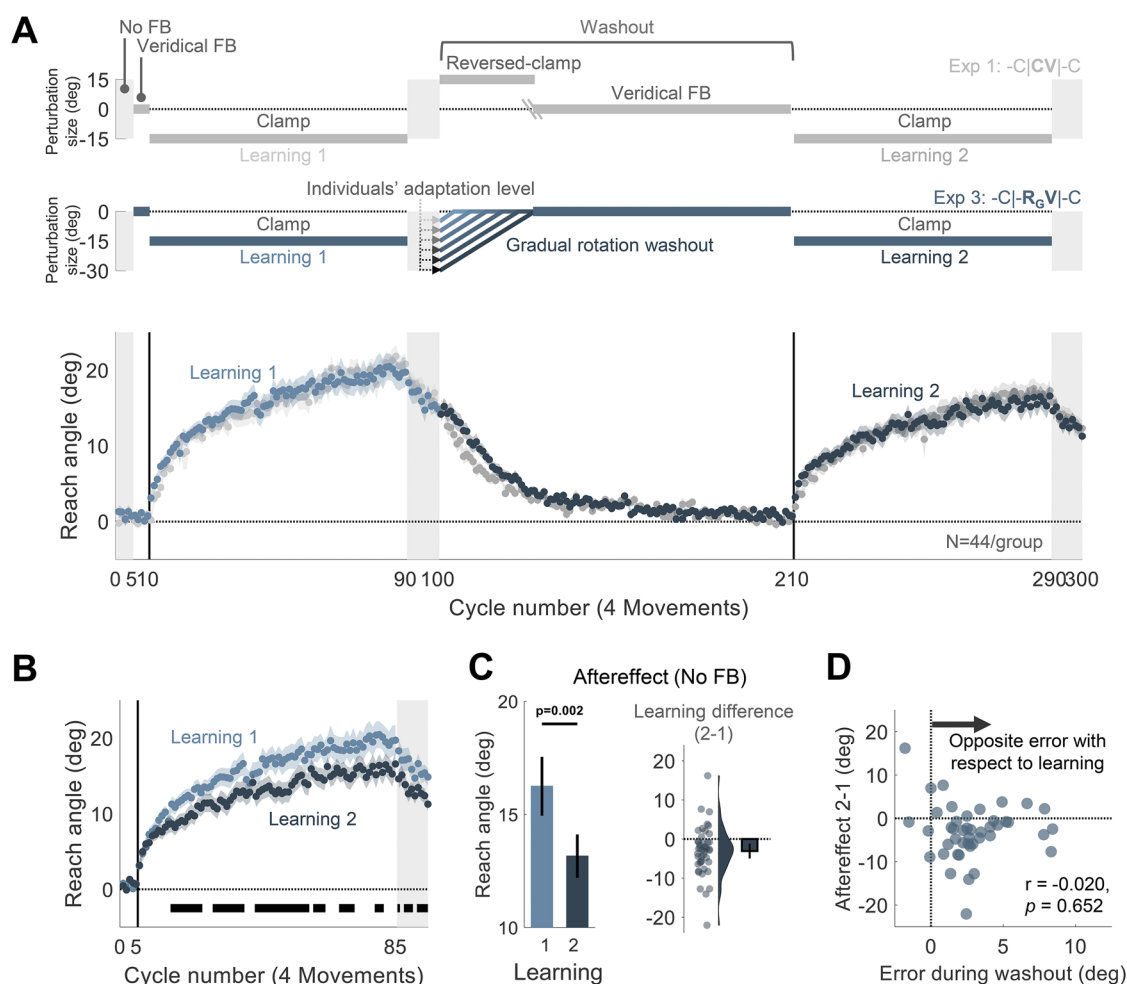 A
No FB
Veridical FB
Washout
Reversed-clamp
Exp 1: -C|CV|-C
Perturbation
size (deg)
15
0
-15
Veridical FB
Clamp
Clamp
Learning 1
Learning 2
Individuals' adaptation level
Exp 3: -C|-RGV|-C
Perturbation
size (deg)
0
-15
-30
Clamp
Gradual rotation washout
Clamp
Learning 1
Learning 2
Reach angle (deg)
20
10
0
Learning 1
Learning 2
N=44/group
0 5 10 90 100 210 290 300
Cycle number (4 Movements)
B
Reach angle (deg)
20
10
0
Learning 1
Learning 2
0 5 85
Cycle number (4 Movements)
C
Aftereffect (No FB)
Reach angle (deg)
20
15
10
p=0.002
1 2
Learning
Learning difference
(2-1)
20
10
0
-10
-20
D
Aftereffect 2-1 (deg)
20
10
0
-10
-20
Opposite error with
respect to learning
r = -0.020,
p = 0.652
0 5 10
Error during washout (deg)